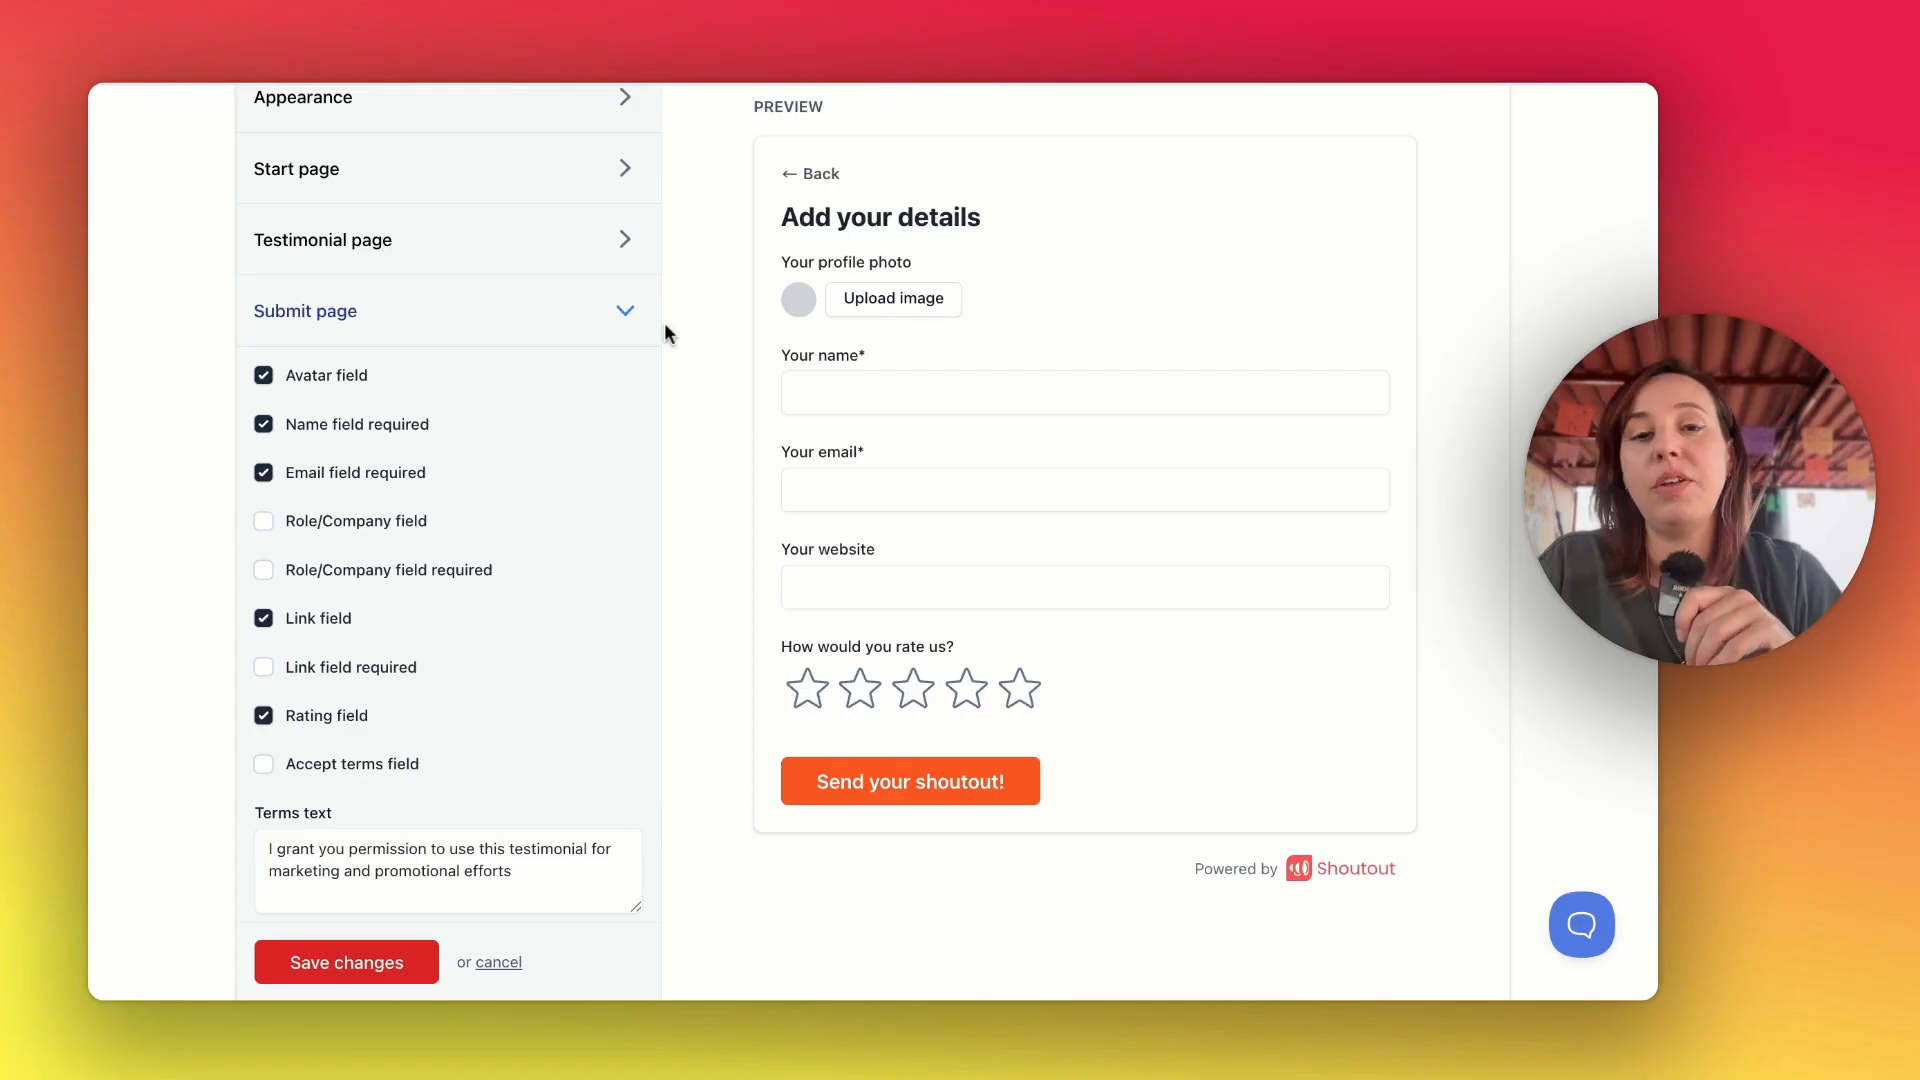 Appearance
Start page
Testimonial page
Submit page
Avatar field
Name field required
Email field required
Role/Company field
Role/Company field required
Link field
Link field required
Rating field
Accept terms field
Terms text
I grant you permission to use this testimonial for
marketing and promotional efforts
Save changes or cancel
PREVIEW
← Back
Add your details
Your profile photo
Upload image
Your name*
Your email*
Your website
How would you rate us?
Send your shoutout!
Powered by Shoutout